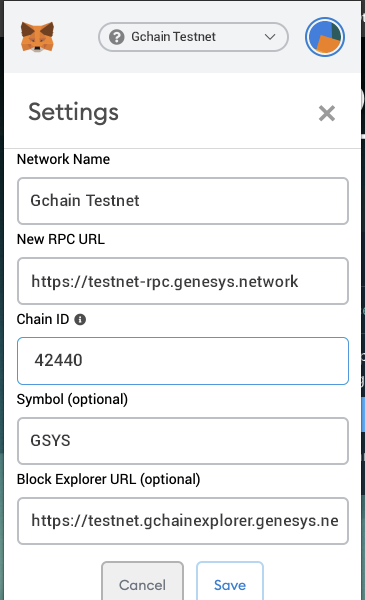 Gchain Testnet
Settings
Network Name
Gchain Testnet
New RPC URL
https://testnet-rpc.genesys.network
Chain ID
42440
Symbol (optional)
GSYS
Block Explorer URL (optional)
https://testnet.gchainexplorer.genesys.ne
Cancel Save